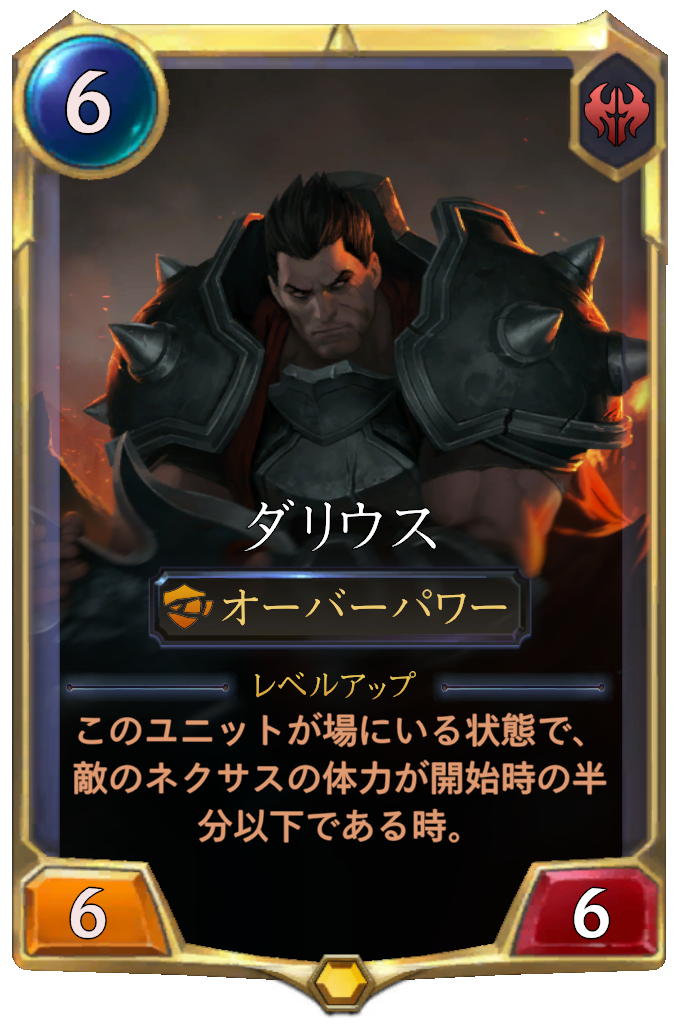 6
ダリウス
オーバーパワー
レベルアップ
このユニットが場にいる状態で、
敵のネクサスの体力が開始時の半
分以下である時。
6
6